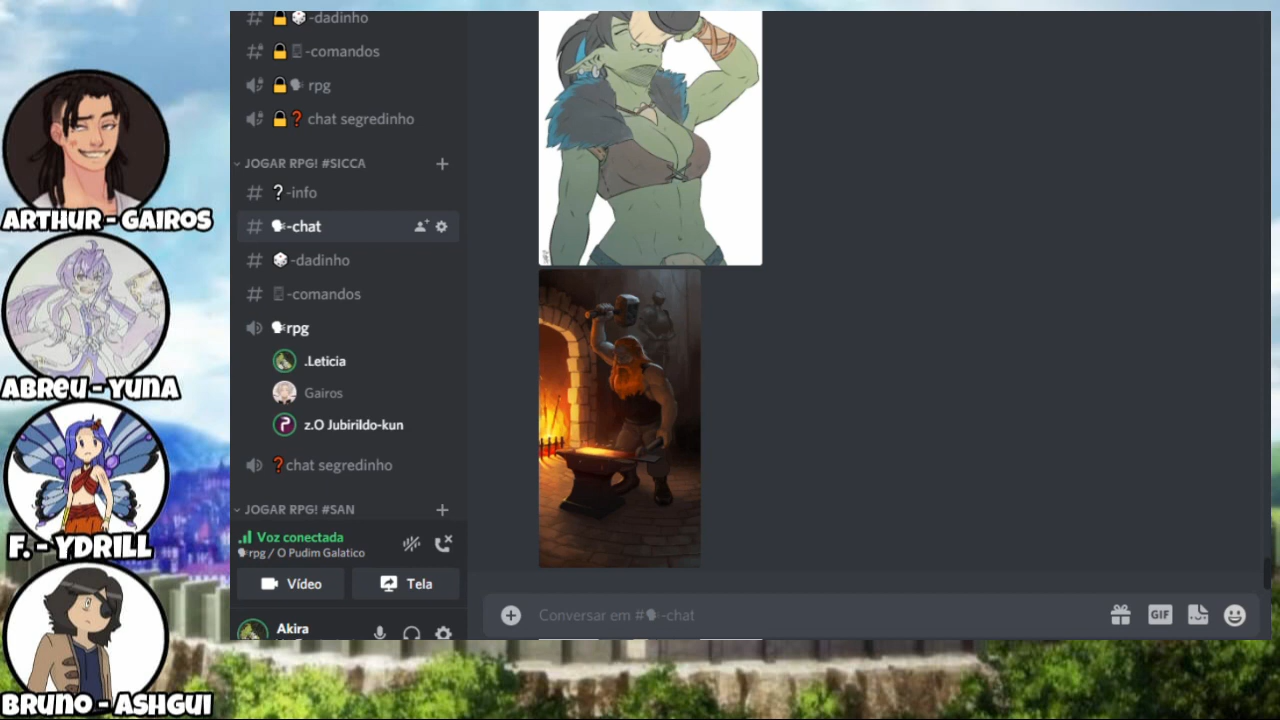 ARTHUR - GAIROS
ABREU - YUNA
F. - YDRILL
BRUNO - ASHGUI
-dadinho
-comandos
rpg
chat segredinho
JOGAR RPG! #SICCA
-info
-chat
-dadinho
-comandos
rpg
.Leticia
Gairos
z.O Jubirildo-kun
chat segredinho
JOGAR RPG! #SAN
Voz conectada
rpg / O Pudim Galatico
Vídeo
Tela
Akira
Conversar em #🗣-chat
GIF